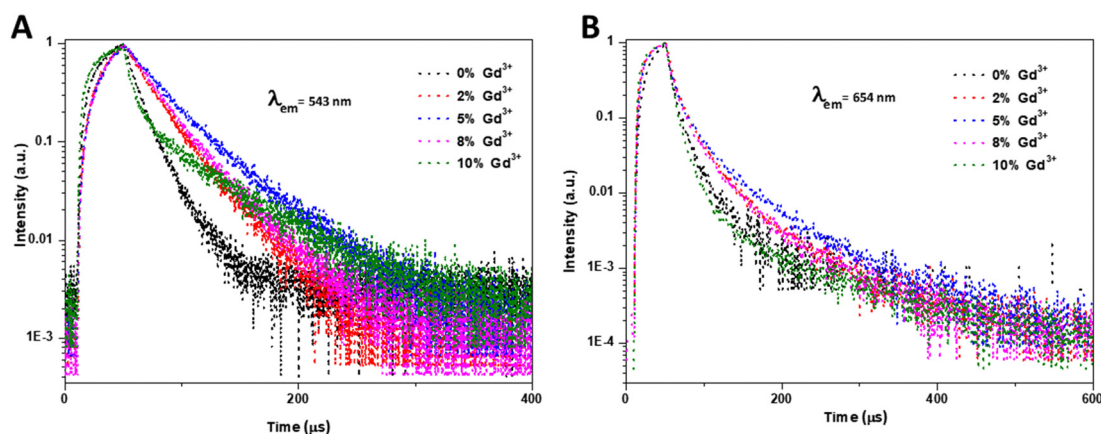 A
1
0.1
0.01
1E-3
Intensity (a.u.)
λem= 543 nm
0% Gd3+
2% Gd3+
5% Gd3+
8% Gd3+
10% Gd3+
0
200
400
Time (μs)
B
1
0.1
0.01
1E-3
1E-4
Intensity (a.u.)
λem= 654 nm
0% Gd3+
2% Gd3+
5% Gd3+
8% Gd3+
10% Gd3+
0
200
400
600
Time (μs)